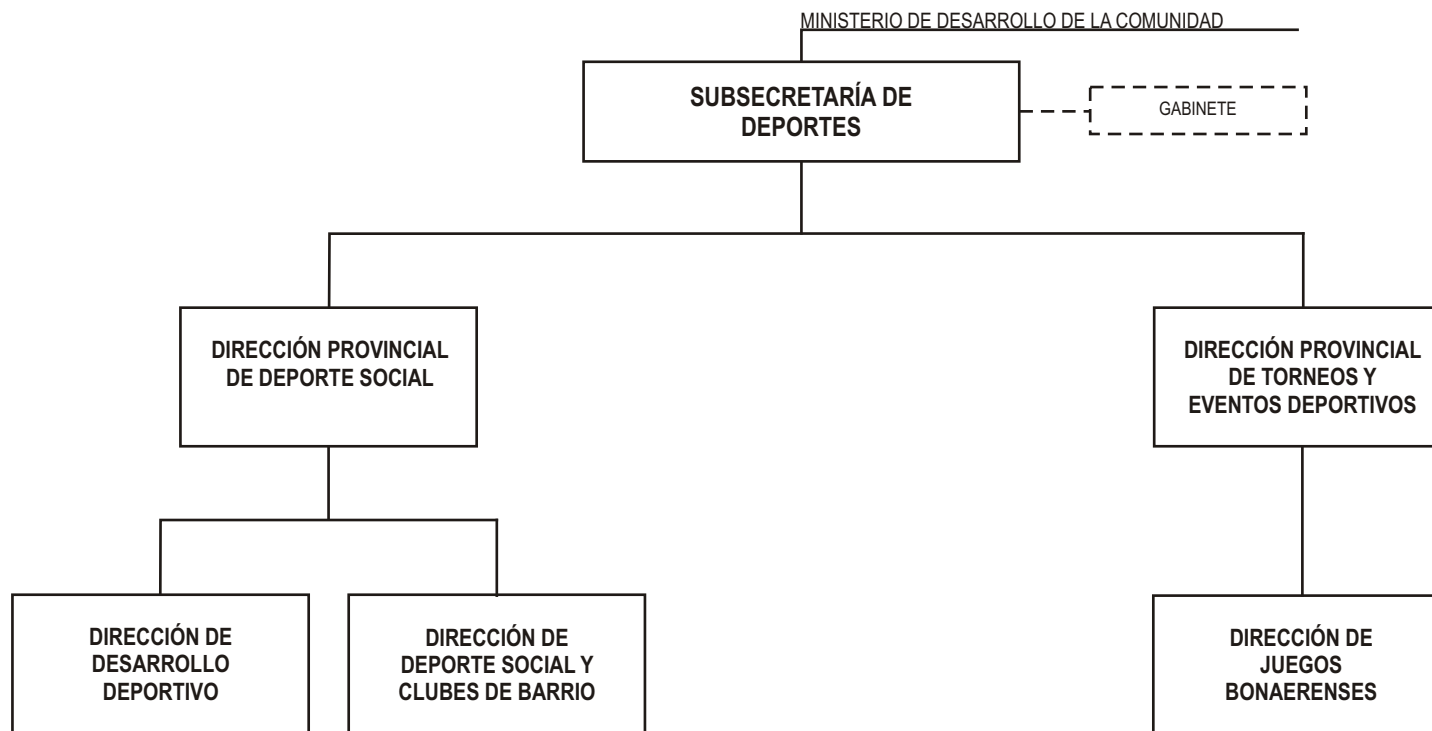 MINISTERIO DE DESARROLLO DE LA COMUNIDAD
SUBSECRETARÍA DE
DEPORTES
GABINETE
DIRECCIÓN PROVINCIAL
DE DEPORTE SOCIAL
DIRECCIÓN PROVINCIAL
DE TORNEOS Y
EVENTOS DEPORTIVOS
DIRECCIÓN DE
DESARROLLO
DEPORTIVO
DIRECCIÓN DE
DEPORTE SOCIAL Y
CLUBES DE BARRIO
DIRECCIÓN DE
JUEGOS
BONAERENSES